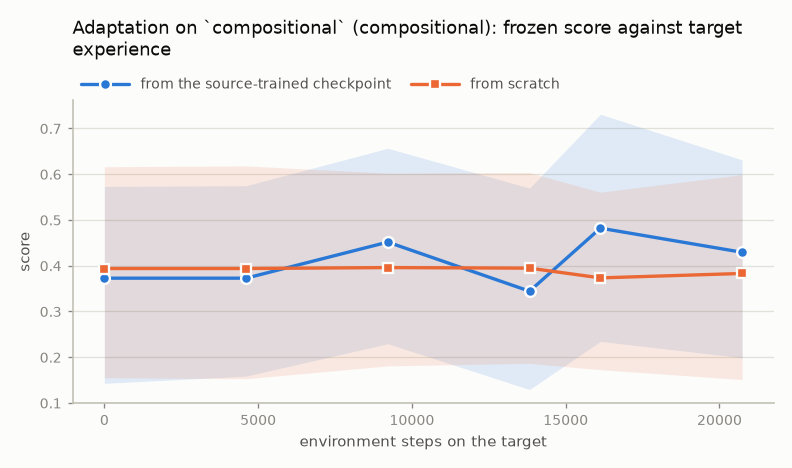 Adaptation on `compositional` (compositional): frozen score against target
experience
from the source-trained checkpoint
from scratch
0.7
0.6
0.5
0.4
0.3
0.2
0.1
score
0
5000
10000
15000
20000
environment steps on the target